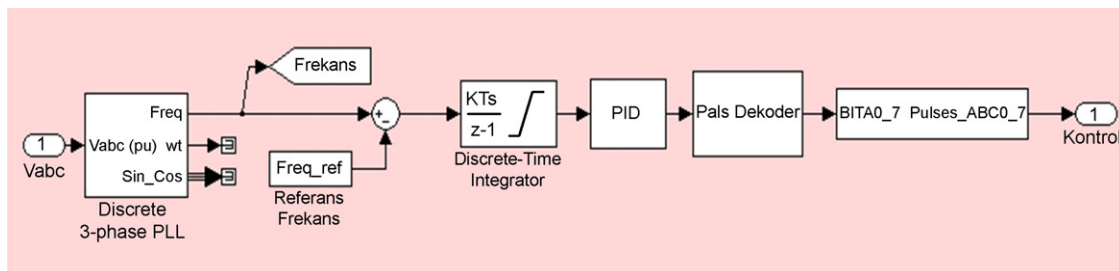 Frekans
Freq
Vabc (pu) wt
Sin_Cos
1
Vabc
Discrete
3-phase PLL
+
-
Freq_ref
Referans
Frekans
KTs
z-1
Discrete-Time
Integrator
PID
Pals Dekoder
BITA0_7 Pulses_ABC0_7
1
Kontrol